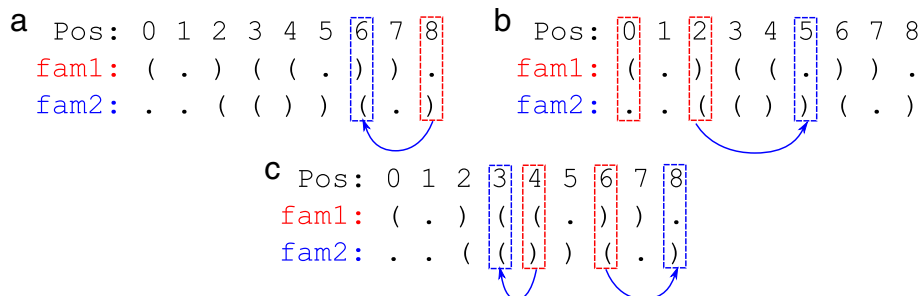 a
Pos: 0 1 2 3 4 5 6 7 8
fam1: ( . ) ( ( . ) ) .
fam2: . . ( ( ) ) ( . )
b
Pos: 0 1 2 3 4 5 6 7 8
fam1: ( . ) ( ( . ) ) .
fam2: . . ( ( ) ) ( . )
c
Pos: 0 1 2 3 4 5 6 7 8
fam1: ( . ) ( ( . ) ) .
fam2: . . ( ( ) ) ( . )